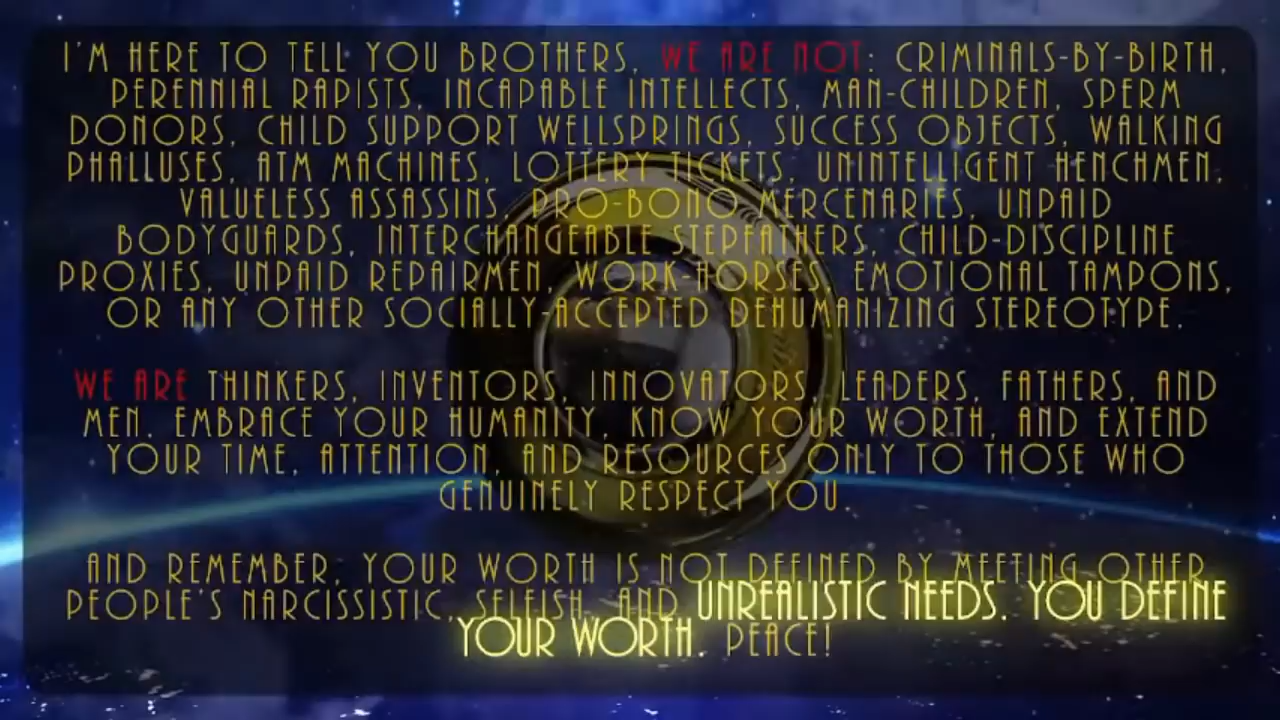 I'M HERE TO TELL YOU BROTHERS, WE ARE NOT: CRIMINALS-BY-BIRTH,
PERENNIAL RAPISTS, INCAPABLE INTELLECTS, MAN-CHILDREN, SPERM
DONORS, CHILD SUPPORT WELLSPRINGS, SUCCESS OBJECTS, WALKING
PHALLUSES, ATM MACHINES, LOTTERY TICKETS, UNINTELLIGENT HENCHMEN,
VALUELESS ASSASSINS, PRO-BONO MERCENARIES, UNPAID
BODYGUARDS, INTERCHANGEABLE STEPFATHERS, CHILD-DISCIPLINE
PROXIES, UNPAID REPAIRMEN, WORK-HORSES, EMOTIONAL TAMPONS,
OR ANY OTHER SOCIALLY-ACCEPTED DEHUMANIZING STEREOTYPE.
WE ARE THINKERS, INVENTORS, INNOVATORS, LEADERS, FATHERS, AND
MEN. EMBRACE YOUR HUMANITY, KNOW YOUR WORTH, AND EXTEND
YOUR TIME, ATTENTION, AND RESOURCES ONLY TO THOSE WHO
GENUINELY RESPECT YOU.
AND REMEMBER, YOUR WORTH IS NOT DEFINED BY MEETING OTHER
PEOPLE'S NARCISSISTIC, SELFISH, AND UNREALISTIC NEEDS. YOU DEFINE
YOUR WORTH. PEACE!